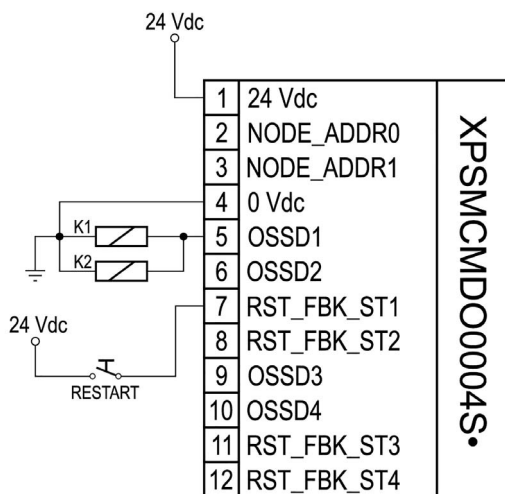 24 Vdc
1 24 Vdc
2 NODE_ADDR0
3 NODE_ADDR1
4 0 Vdc
K1
5 OSSD1
K2
6 OSSD2
7 RST_FBK_ST1
24 Vdc
8 RST_FBK_ST2
9 OSSD3
RESTART
10 OSSD4
11 RST_FBK_ST3
12 RST_FBK_ST4
XPSMCMDO0004S•